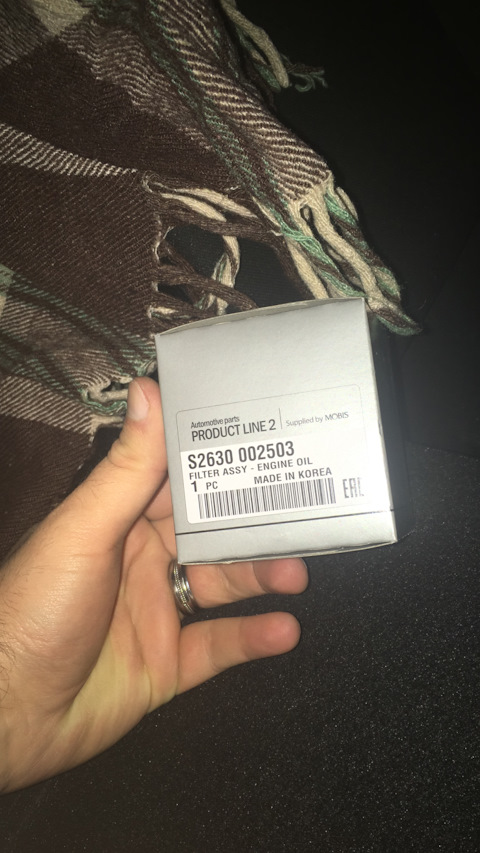 Automotive parts
PRODUCT LINE 2
Supplied by MOBIS
S2630 002503
FILTER ASSY - ENGINE OIL
1 PC MADE IN KOREA
EAC